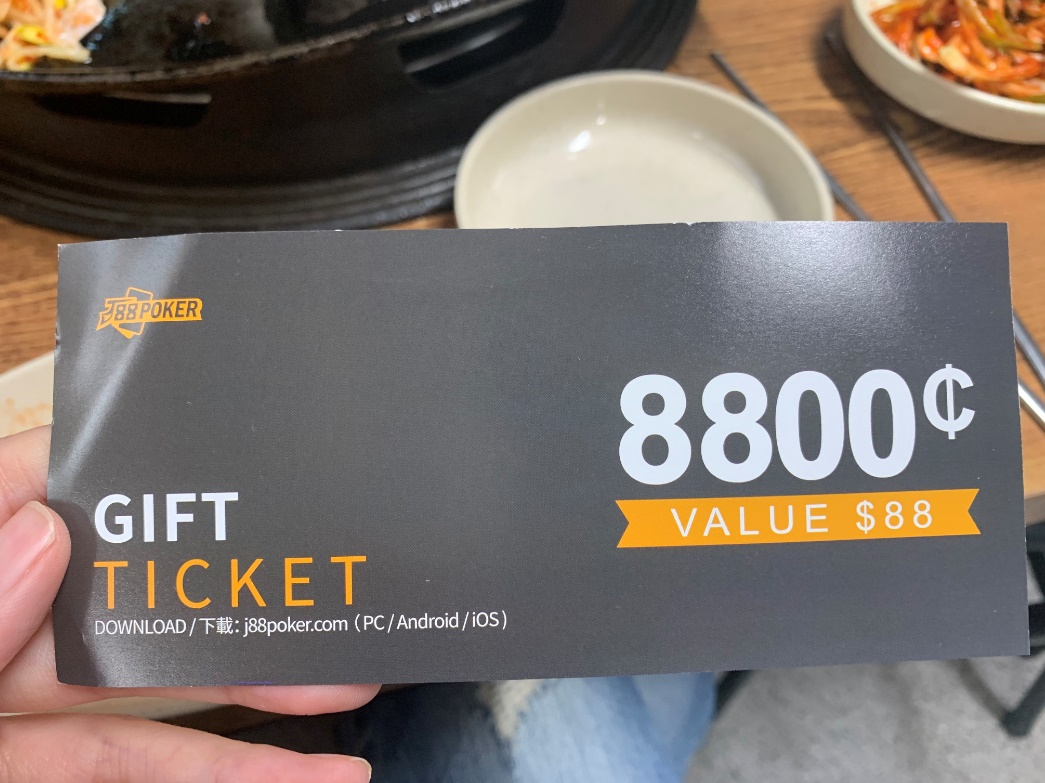 J88POKER
8800¢
VALUE $88
GIFT
TICKET
DOWNLOAD / 下載 : j88poker.com ( PC / Android / iOS )